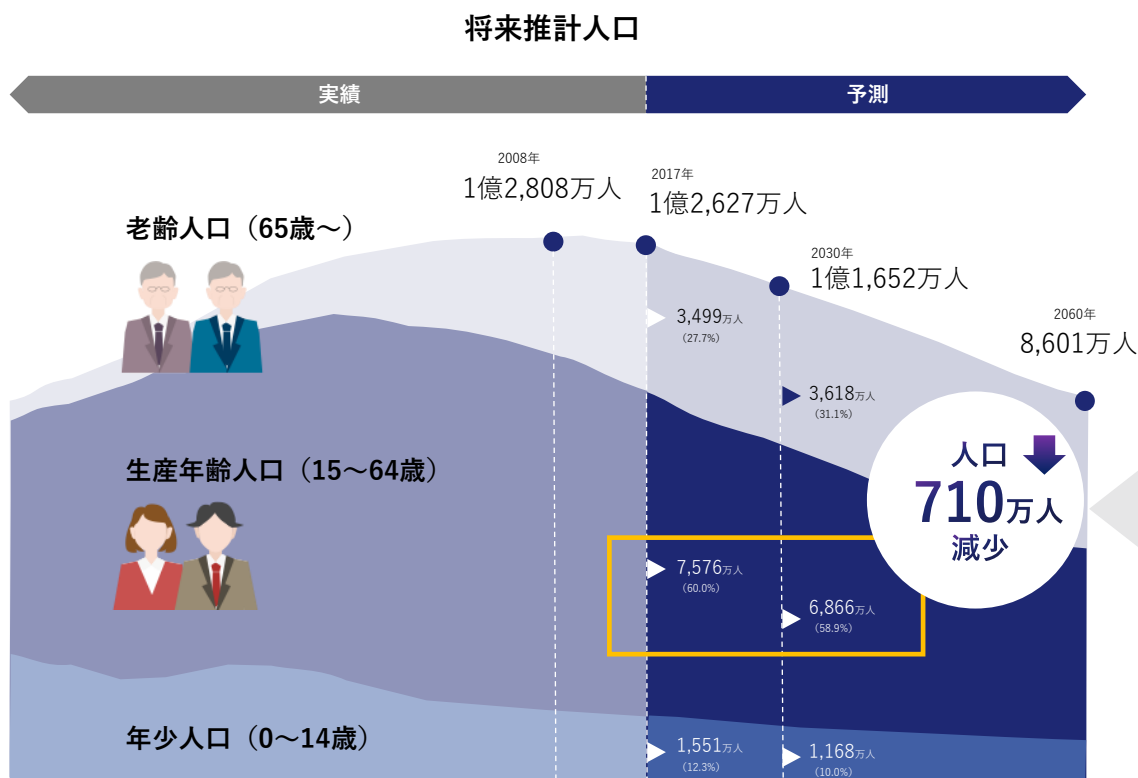 将来推計人口
実績
予測
2008年
1億2,808万人
2017年
1億2,627万人
2030年
1億1,652万人
2060年
8,601万人
老齢人口（65歳～）
3,499万人
（27.7%）
3,618万人
（31.1%）
人口
710万人
減少
生産年齢人口（15～64歳）
7,576万人
（60.0%）
6,866万人
（58.9%）
年少人口（0～14歳）
1,551万人
（12.3%）
1,168万人
（10.0%）